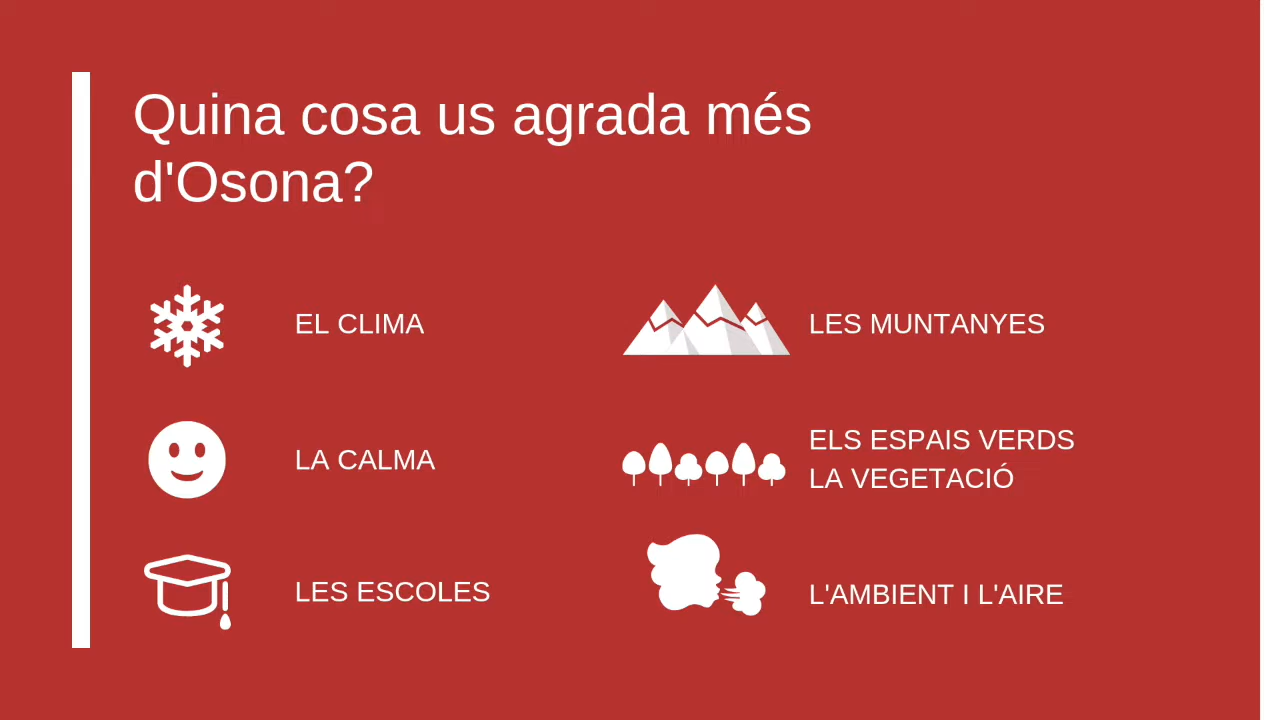 Quina cosa us agrada més
d'Osona?
EL CLIMA
LES MUNTANYES
LA CALMA
ELS ESPAIS VERDS
LA VEGETACIÓ
LES ESCOLES
L'AMBIENT I L'AIRE